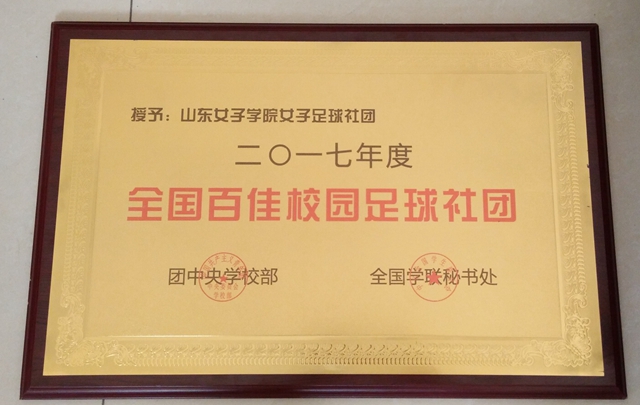 授予：山东女子学院女子足球社团
二〇一七年度
全国百佳校园足球社团
团中央学校部 全国学联秘书处